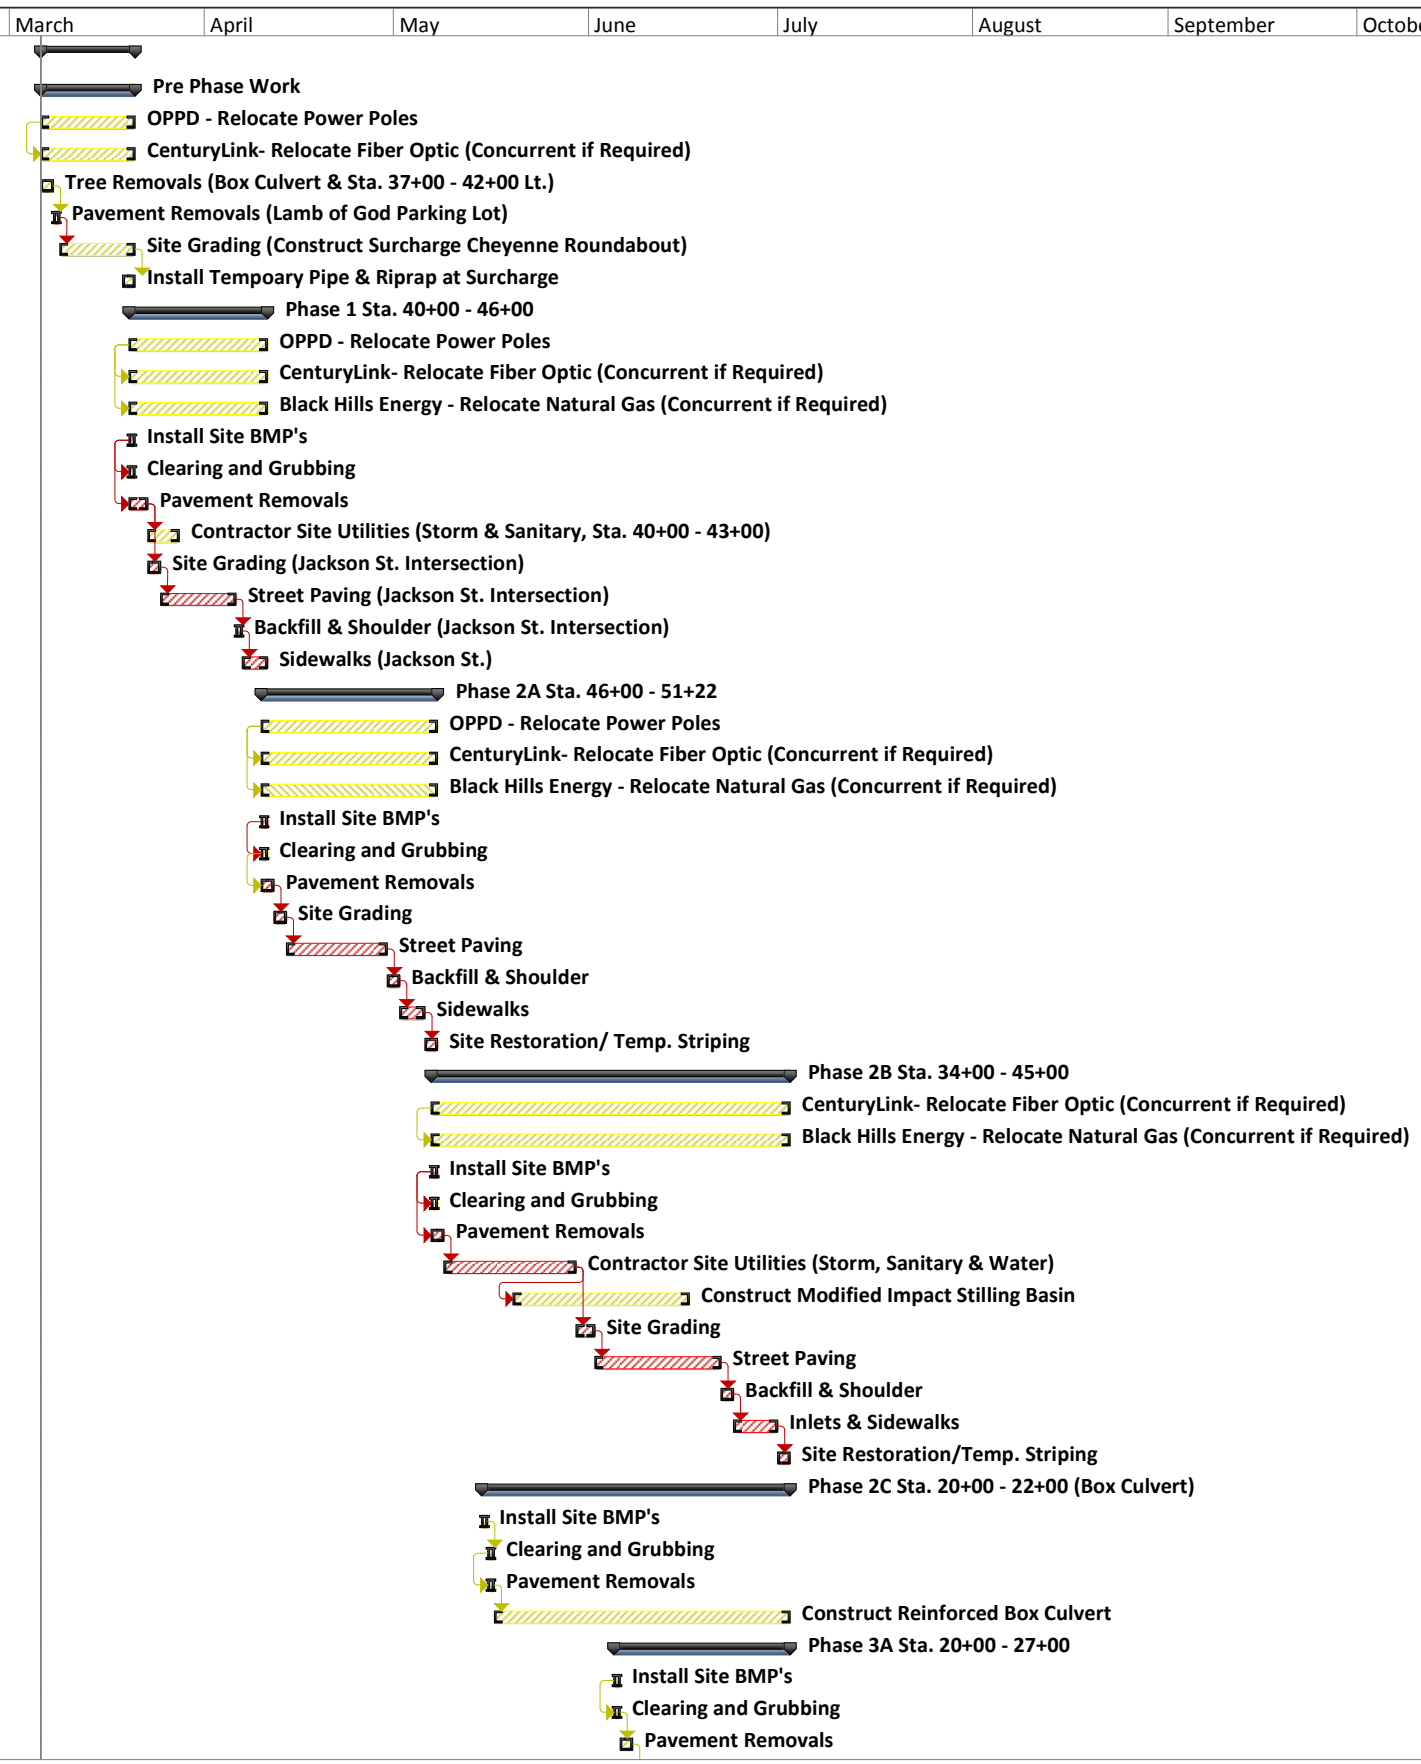 March April May June July August September Octobe
Pre Phase Work
OPPD - Relocate Power Poles
CenturyLink- Relocate Fiber Optic (Concurrent if Required)
Tree Removals (Box Culvert & Sta. 37+00 - 42+00 Lt.)
Pavement Removals (Lamb of God Parking Lot)
Site Grading (Construct Surcharge Cheyenne Roundabout)
Install Tempoary Pipe & Riprap at Surcharge
Phase 1 Sta. 40+00 - 46+00
OPPD - Relocate Power Poles
CenturyLink- Relocate Fiber Optic (Concurrent if Required)
Black Hills Energy - Relocate Natural Gas (Concurrent if Required)
Install Site BMP's
Clearing and Grubbing
Pavement Removals
Contractor Site Utilities (Storm & Sanitary, Sta. 40+00 - 43+00)
Site Grading (Jackson St. Intersection)
Street Paving (Jackson St. Intersection)
Backfill & Shoulder (Jackson St. Intersection)
Sidewalks (Jackson St.)
Phase 2A Sta. 46+00 - 51+22
OPPD - Relocate Power Poles
CenturyLink- Relocate Fiber Optic (Concurrent if Required)
Black Hills Energy - Relocate Natural Gas (Concurrent if Required)
Install Site BMP's
Clearing and Grubbing
Pavement Removals
Site Grading
Street Paving
Backfill & Shoulder
Sidewalks
Site Restoration/ Temp. Striping
Phase 2B Sta. 34+00 - 45+00
CenturyLink- Relocate Fiber Optic (Concurrent if Required)
Black Hills Energy - Relocate Natural Gas (Concurrent if Required)
Install Site BMP's
Clearing and Grubbing
Pavement Removals
Contractor Site Utilities (Storm, Sanitary & Water)
Construct Modified Impact Stilling Basin
Site Grading
Street Paving
Backfill & Shoulder
Inlets & Sidewalks
Site Restoration/Temp. Striping
Phase 2C Sta. 20+00 - 22+00 (Box Culvert)
Install Site BMP's
Clearing and Grubbing
Pavement Removals
Construct Reinforced Box Culvert
Phase 3A Sta. 20+00 - 27+00
Install Site BMP's
Clearing and Grubbing
Pavement Removals